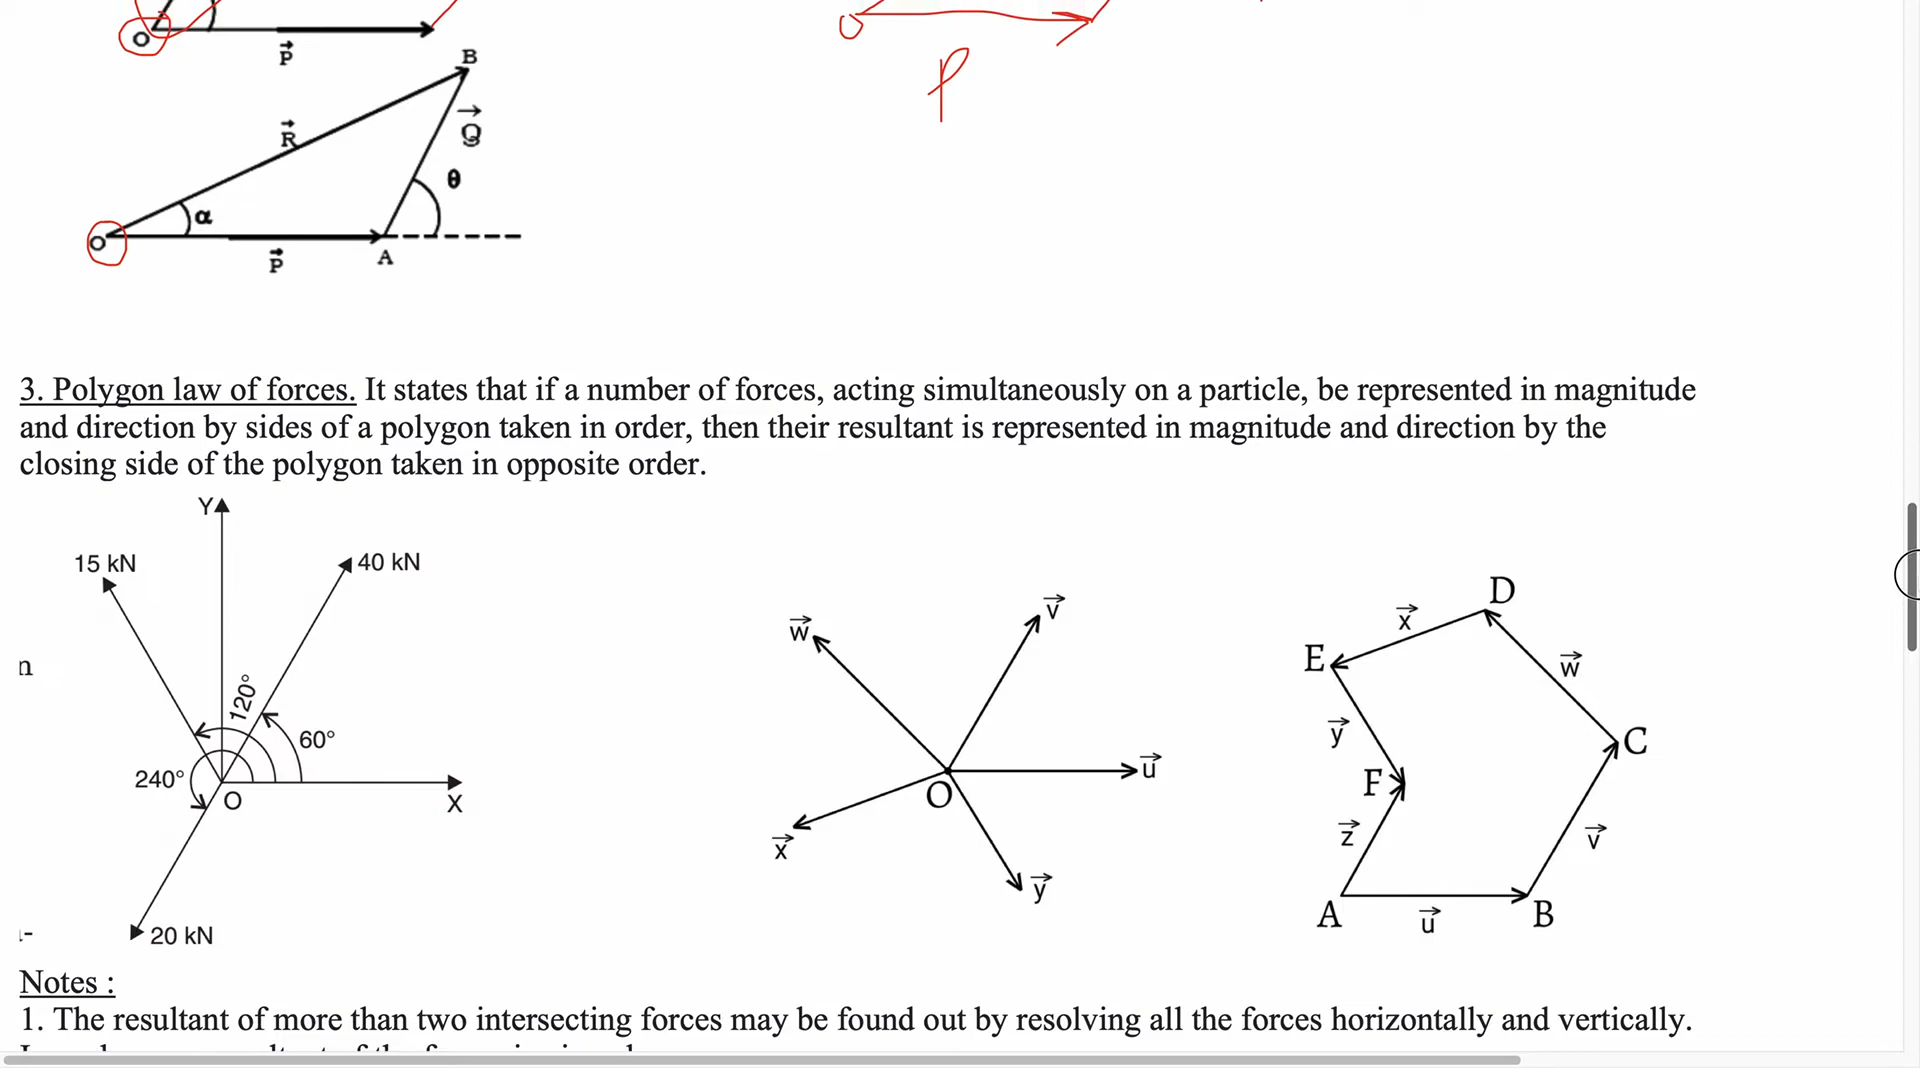 O
P
O
P
B
R
Q
θ
α
O
P
A
3. Polygon law of forces. It states that if a number of forces, acting simultaneously on a particle, be represented in magnitude
and direction by sides of a polygon taken in order, then their resultant is represented in magnitude and direction by the
closing side of the polygon taken in opposite order.
Y
15 kN
40 kN
n
120°
60°
240°
O
X
20 kN
w
v
u
O
x
y
D
x
E
w
y
C
F
z
v
A
u
B
Notes :
1. The resultant of more than two intersecting forces may be found out by resolving all the forces horizontally and vertically.